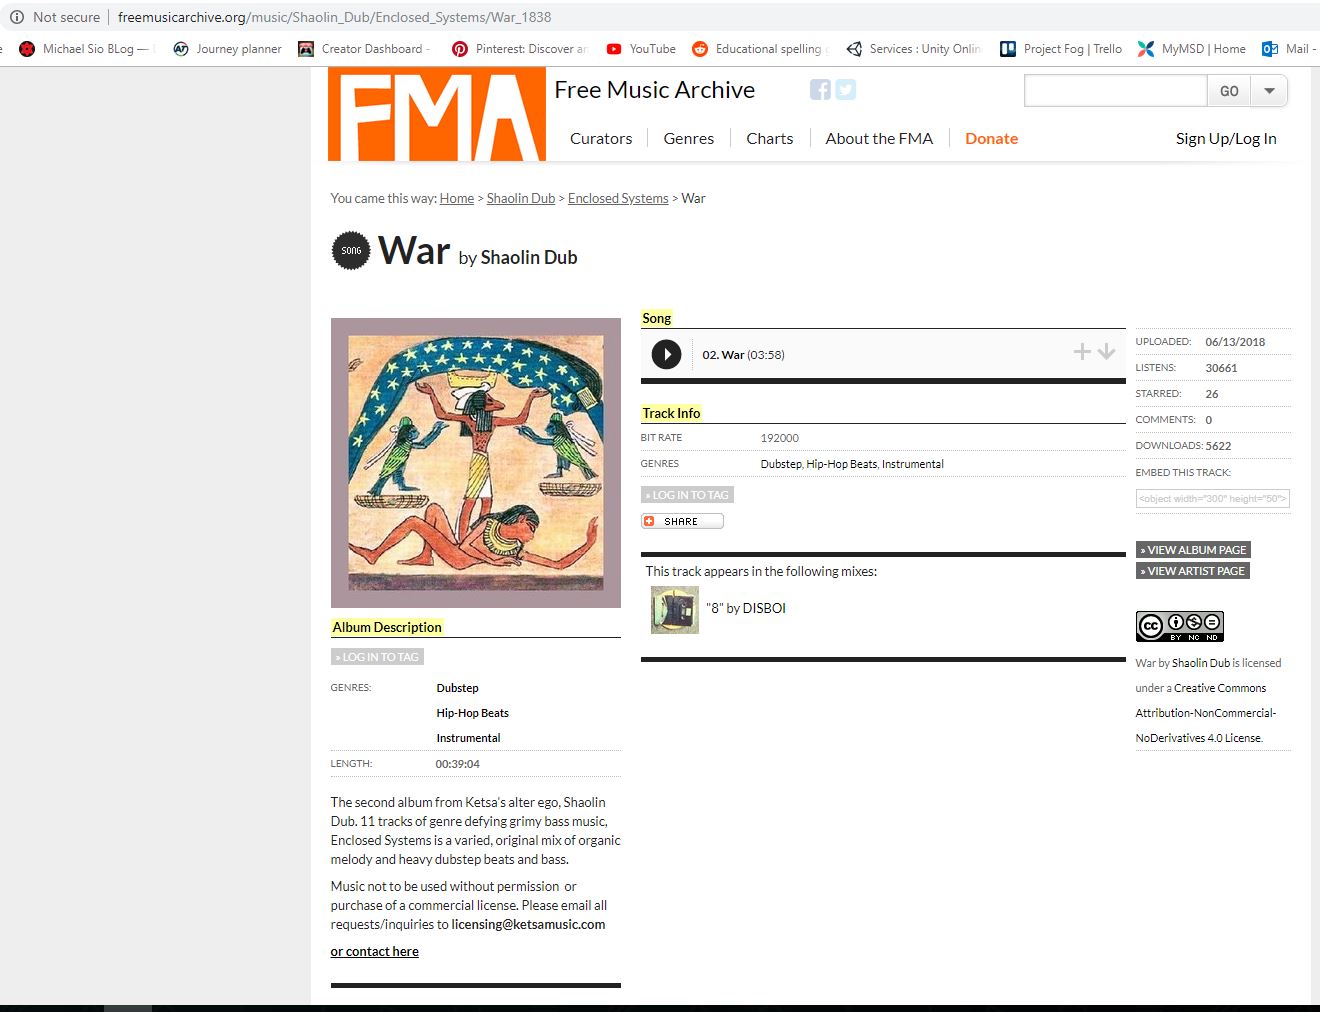 Not secure | freemusicarchive.org/music/Shaolin_Dub/Enclosed_Systems/War_1838
Michael Sio BLog — Journey planner Creator Dashboard - Pinterest: Discover YouTube Educational spelling Services : Unity Onlin Project Fog | Trello MyMSD | Home Mail -
FMA
Free Music Archive
GO
Curators Genres Charts About the FMA Donate Sign Up/Log In
You came this way: Home > Shaolin Dub > Enclosed Systems > War
SONG War by Shaolin Dub
Song
02. War (03:58)
Track Info
BIT RATE 192000
GENRES Dubstep, Hip-Hop Beats, Instrumental
» LOG IN TO TAG
SHARE
This track appears in the following mixes:
"8" by DISBOI
UPLOADED: 06/13/2018
LISTENS: 30661
STARRED: 26
COMMENTS: 0
DOWNLOADS: 5622
EMBED THIS TRACK:
<object width="300" height="50">
» VIEW ALBUM PAGE
» VIEW ARTIST PAGE
cc
BY NC ND
War by Shaolin Dub is licensed
under a Creative Commons
Attribution-NonCommercial-
NoDerivatives 4.0 License.
Album Description
» LOG IN TO TAG
GENRES: Dubstep
Hip-Hop Beats
Instrumental
LENGTH: 00:39:04
The second album from Ketsa's alter ego, Shaolin
Dub. 11 tracks of genre defying grimy bass music,
Enclosed Systems is a varied, original mix of organic
melody and heavy dubstep beats and bass.
Music not to be used without permission or
purchase of a commercial license. Please email all
requests/inquiries to licensing@ketsamusic.com
or contact here